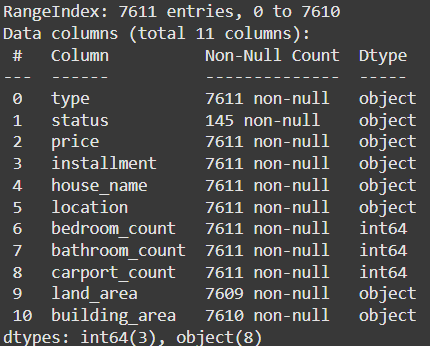 RangeIndex: 7611 entries, 0 to 7610
Data columns (total 11 columns):
 #   Column          Non-Null Count  Dtype
---  ------          --------------  -----
 0   type            7611 non-null   object
 1   status          145 non-null    object
 2   price           7611 non-null   object
 3   installment     7611 non-null   object
 4   house_name      7611 non-null   object
 5   location        7611 non-null   object
 6   bedroom_count   7611 non-null   int64
 7   bathroom_count  7611 non-null   int64
 8   carport_count   7611 non-null   int64
 9   land_area       7609 non-null   object
 10  building_area   7610 non-null   object
dtypes: int64(3), object(8)